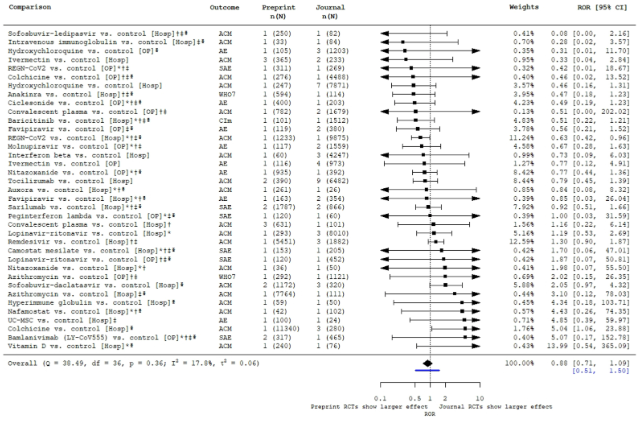 Comparison Outcome Preprint n(N) Journal n(N) Weights ROR [95% CI]
Sofosbuvir-ledipasvir vs. control [Hosp]†‡# ACM 1 (250) 1 (82) 0.41% 0.08 [0.00, 2.16]
Intravenous immunoglobulin vs. control [Hosp] ACM 1 (33) 1 (84) 0.70% 0.28 [0.02, 3.57]
Hydroxychloroquine vs. control [OP] AE 1 (105) 3 (1203) 0.31% 0.31 [0.01, 11.70]
Ivermectin vs. control [Hosp] ACM 3 (365) 2 (233) 0.95% 0.33 [0.04, 2.84]
REGN-CoV2 vs. control [OP] SAE 1 (311) 1 (269) 0.32% 0.42 [0.01, 18.67]
Colchicine vs. control [OP] ACM 1 (276) 1 (4488) 0.40% 0.46 [0.02, 13.52]
Hydroxychloroquine vs. control [Hosp] ACM 1 (247) 7 (7871) 3.57% 0.46 [0.16, 1.31]
Anakinra vs. control [Hosp] WHO7 1 (594) 1 (114) 3.95% 0.47 [0.18, 1.23]
Ciclesonide vs. control [OP] AE 1 (400) 1 (203) 4.23% 0.49 [0.19, 1.23]
Convalescent plasma vs. control [OP] ACM 1 (782) 2 (1679) 0.13% 0.51 [0.00, 202.02]
Baricitinib vs. control [Hosp] CIm 1 (101) 1 (1512) 4.83% 0.51 [0.22, 1.21]
Favipiravir vs. control [OP] AE 1 (119) 2 (380) 3.78% 0.56 [0.21, 1.52]
REGN-COV2 vs. control [Hosp] ACM 1 (1233) 1 (9875) 11.24% 0.63 [0.42, 0.96]
Molnupiravir vs. control [OP] AE 1 (117) 2 (1559) 4.58% 0.67 [0.28, 1.63]
Interferon beta vs. control [Hosp] ACM 1 (60) 3 (4247) 0.99% 0.73 [0.09, 6.03]
Ivermectin vs. control [OP] AE 1 (116) 4 (973) 1.27% 0.77 [0.12, 4.91]
Nitazoxamide vs. control [OP] AE 1 (935) 1 (392) 8.42% 0.77 [0.44, 1.36]
Tocilizumab vs. control [Hosp] ACM 2 (390) 9 (6482) 8.44% 0.79 [0.45, 1.39]
Auxora vs. control [Hosp] ACM 1 (261) 1 (26) 0.84% 0.84 [0.08, 8.32]
Favipiravir vs. control [Hosp] AE 1 (163) 2 (354) 0.39% 0.85 [0.03, 26.04]
Sarilumab vs. control [Hosp] SAE 2 (1787) 2 (866) 7.92% 0.92 [0.51, 1.66]
Peginterferon lambda vs. control [OP] SAE 1 (120) 1 (60) 0.39% 1.00 [0.03, 31.59]
Convalescent plasma vs. control [Hosp] ACM 3 (631) 1 (101) 1.56% 1.16 [0.22, 6.14]
Lopinavir-ritonavir vs. control [Hosp] ACM 1 (293) 3 (8010) 5.16% 1.19 [0.53, 2.69]
Remdesivir vs. control [Hosp] ACM 1 (5451) 3 (1882) 12.59% 1.30 [0.90, 1.87]
Camostat mesilate vs. control [Hosp] SAE 1 (153) 1 (205) 0.42% 1.70 [0.06, 47.01]
Lopinavir-ritonavir vs. control [OP] SAE 1 (120) 1 (452) 0.42% 1.87 [0.07, 50.81]
Nitazoxanide vs. control [Hosp] ACM 1 (36) 1 (50) 0.41% 1.98 [0.07, 55.50]
Azithromycin vs. control [OP] WHO7 1 (292) 1 (1121) 0.69% 2.02 [0.15, 26.35]
Sofosbuvir-daclatasvir vs. control [Hosp] ACM 2 (1172) 3 (320) 5.88% 2.05 [0.97, 4.32]
Azithromycin vs. control [Hosp] ACM 1 (7764) 1 (111) 0.44% 3.10 [0.12, 78.03]
Hyperimmune globulin vs. control [Hosp] ACM 1 (59) 1 (50) 0.45% 4.34 [0.18, 103.71]
Nafamostat vs. control [Hosp] ACM 1 (42) 1 (102) 0.57% 4.43 [0.26, 74.35]
UC-MSC vs. control [Hosp] AE 1 (100) 1 (24) 0.71% 4.85 [0.39, 59.97]
Colchicine vs. control [Hosp] ACM 1 (11340) 3 (280) 1.76% 5.04 [1.06, 23.88]
Bamlanivimab (LY-CoV555) vs. control [OP] SAE 2 (317) 1 (465) 0.40% 5.07 [0.17, 152.78]
Vitamin D vs. control [Hosp] ACM 1 (240) 1 (76) 0.43% 13.99 [0.54, 365.09]
Overall (Q = 38.49, df = 36, p = 0.36; I² = 17.8%, τ² = 0.06) 100.00% 0.88 [0.71, 1.09]
[0.51, 1.50]
0.1 0.5 1 2 10
Preprint RCTs show larger effect Journal RCTs show larger effect
ROR